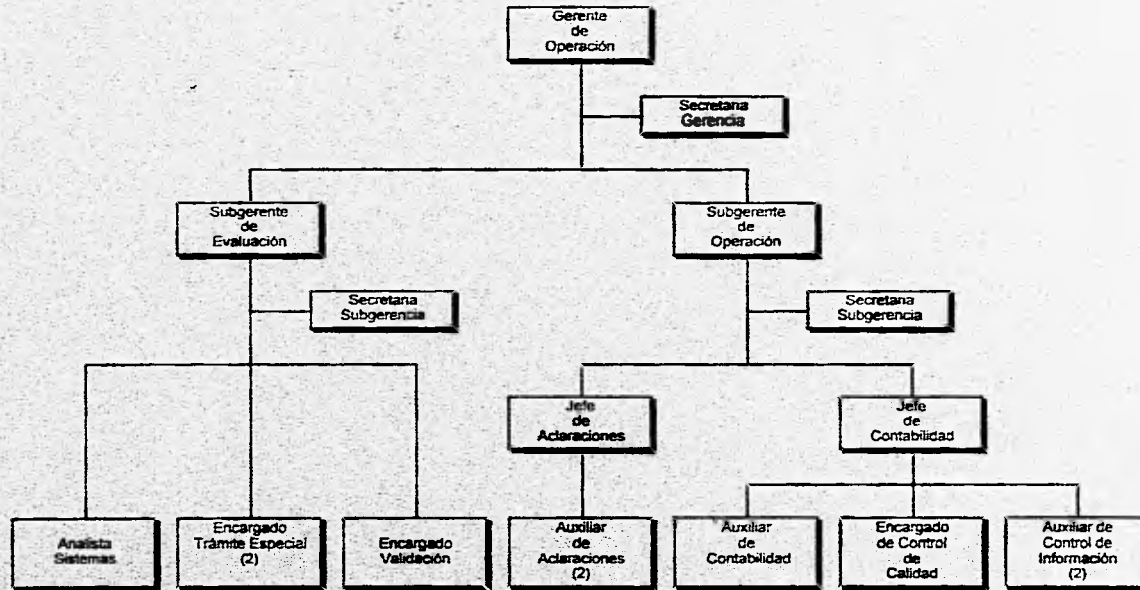 Gerente
de
Operación
Secretaria
Gerencia
Subgerente
de
Evaluación
Subgerente
de
Operación
Secretaria
Subgerencia
Secretaria
Subgerencia
Jefe
de
Aclaraciones
Jefe
de
Contabilidad
Analista
Sistemas
Encargado
Trámite Especial
(2)
Encargado
Validación
Auxiliar
de
Aclaraciones
(2)
Auxiliar
de
Contabilidad
Encargado
de Control
de
Calidad
Auxiliar de
Control de
Información
(2)